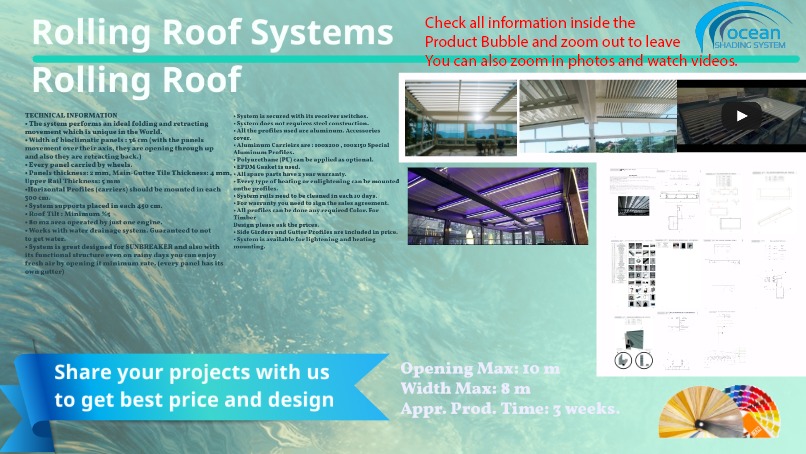 Rolling Roof Systems
Check all information inside the
Product Bubble and zoom out to leave
You can also zoom in photos and watch videos.
ocean
SHADING SYSTEM
Rolling Roof
TECHNICAL INFORMATION
• The system performs an ideal folding and retracting
movement which is unique in the World.
• Width of bioclimatic panels : 36 cm (with the panels
movement over their axis, they are opening through up
and also they are retracting back.)
• Every panel carried by wheels.
• Panels thickness: 2 mm, Main-Gutter Tile Thickness: 4 mm,
Upper Rail Thickness: 5 mm
•Horizontal Profiles (carriers) should be mounted in each
500 cm.
• System supports placed in each 450 cm.
• Roof Tilt : Minimum %4
• 80 m2 area operated by just one engine.
• Works with water drainage system. Guaranteed to not
to get water.
• System is great designed for SUNBREAKER and also with
its functional structure even on rainy days you can enjoy
fresh air by opening it minimum rate. (every panel has its
own gutter)
• System is secured with its receiver switches.
• System does not requires steel construction.
• All the profiles used are aluminum. Accessories
cover.
• Aluminum Carrieirs are : 100x200 , 100x150 Special
Aluminum Profiles.
• Polyurethane (PU) can be applied as optional.
• EPDM Gasket is used.
• All spare parts have 2 year warranty.
• Every type of heating or enlightening can be mounted
onthe profiles.
• System rails need to be cleaned in each 20 days.
• For warranty you need to sign the sales agreement.
• All profiles can be done any required Color. For
Timber
Design please ask the prices.
• Side Girders and Gutter Profiles are included in price.
• System is available for lightening and heating
mounting.
Share your projects with us
to get best price and design
Opening Max: 10 m
Width Max: 8 m
Appr. Prod. Time: 3 weeks.